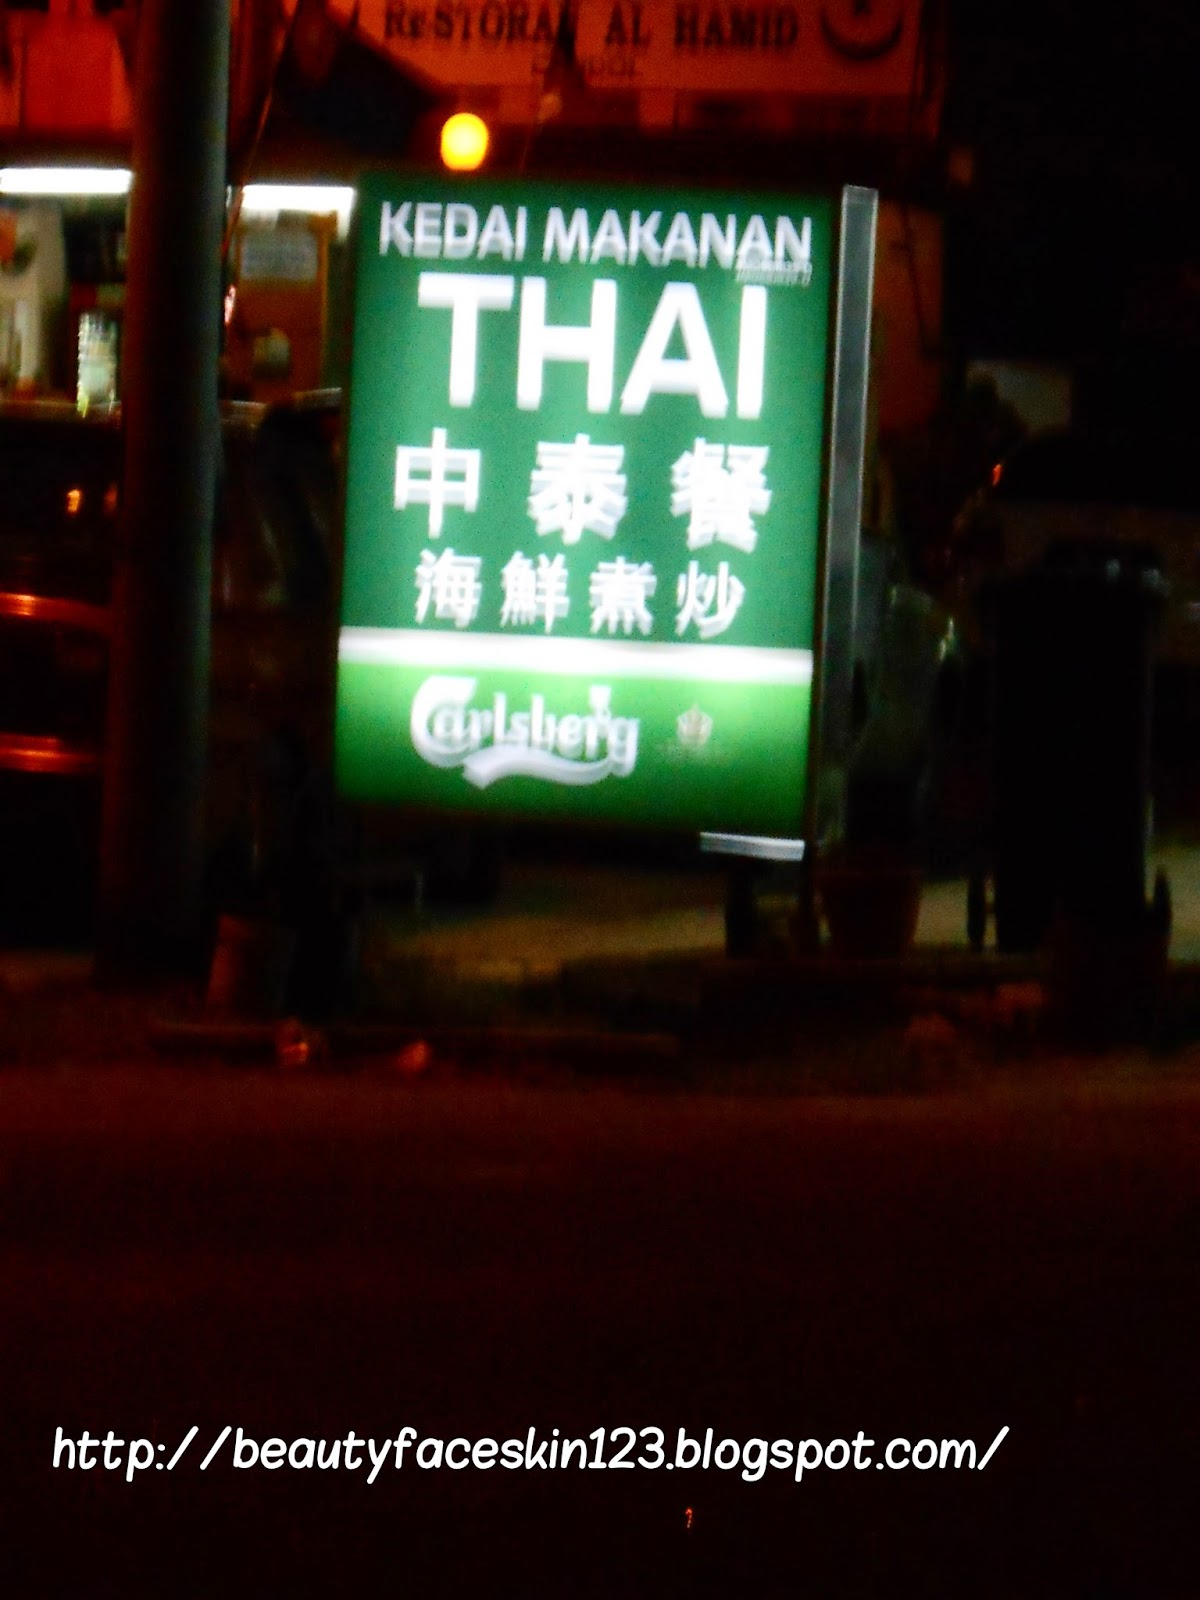 ReSTORAN AL HAMID
KEDAI MAKANAN
THAI
中泰餐
海鮮煮炒
Carlsberg
http://beautyfaceskin123.blogspot.com/